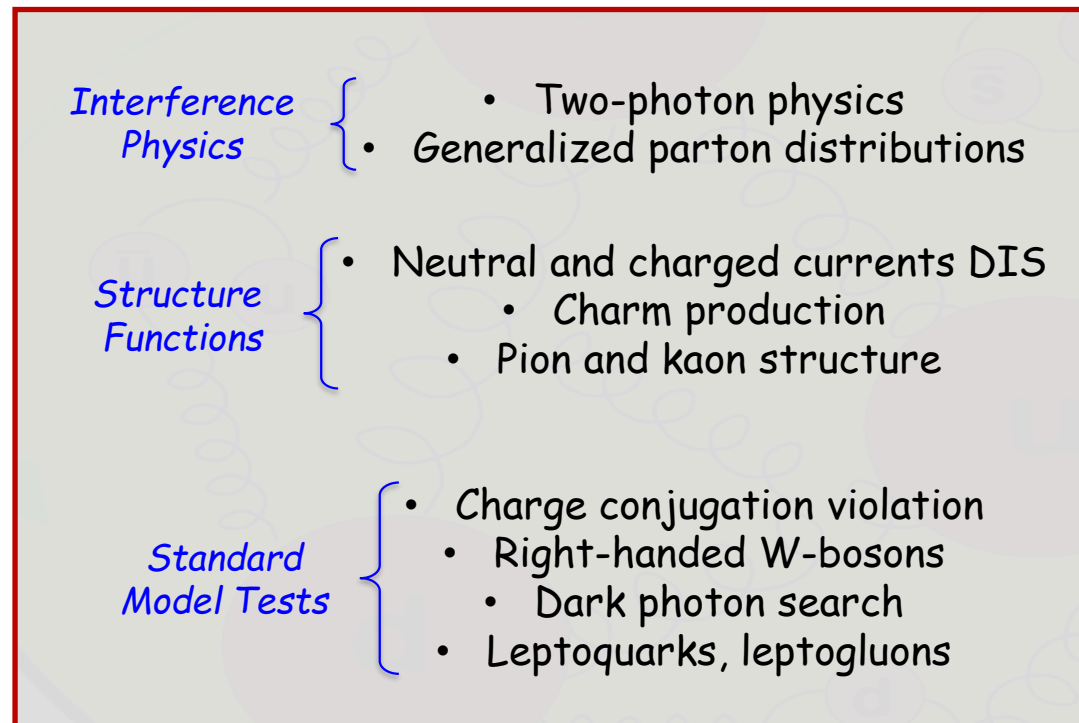 Interference
Physics
• Two-photon physics
• Generalized parton distributions
Structure
Functions
• Neutral and charged currents DIS
• Charm production
• Pion and kaon structure
Standard
Model Tests
• Charge conjugation violation
• Right-handed W-bosons
• Dark photon search
• Leptoquarks, leptogluons
s̅
u
u
d